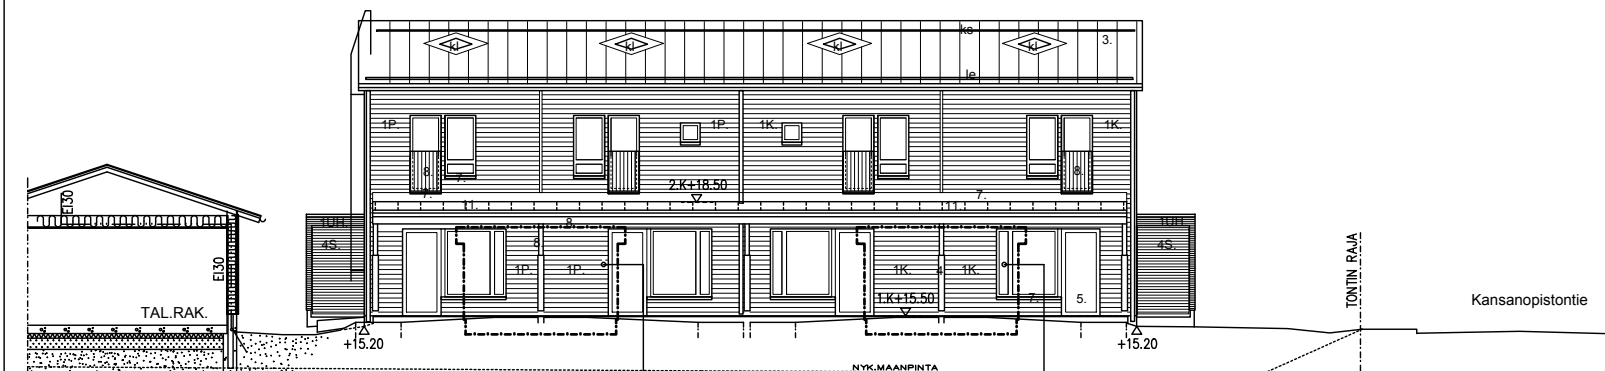 ks
kl kl kl kl 3.
le
1P. 1P. 1K. 1K.
8. 7. 8.
2.K+18.50
7. 7.
11. 11.
EI30
1UH. 8. 1UH.
4S. 8. 4S.
EI30 1P. 1P. 1K. 4 1K.
TONTIN RAJA
1.K+15.50 7. 5.
Kansanopistontie
TAL.RAK.
+15.20 +15.20
NYK.MAANPINTA